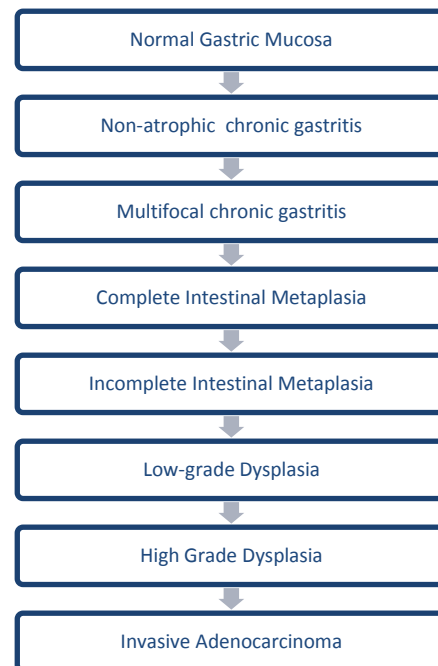 Normal Gastric Mucosa
Non-atrophic chronic gastritis
Multifocal chronic gastritis
Complete Intestinal Metaplasia
Incomplete Intestinal Metaplasia
Low-grade Dysplasia
High Grade Dysplasia
Invasive Adenocarcinoma